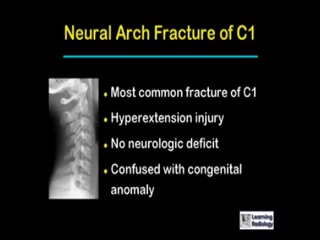 Neural Arch Fracture of C1
Most common fracture of C1
Hyperextension injury
No neurologic deficit
Confused with congenital
anomaly
Learning
Radiology